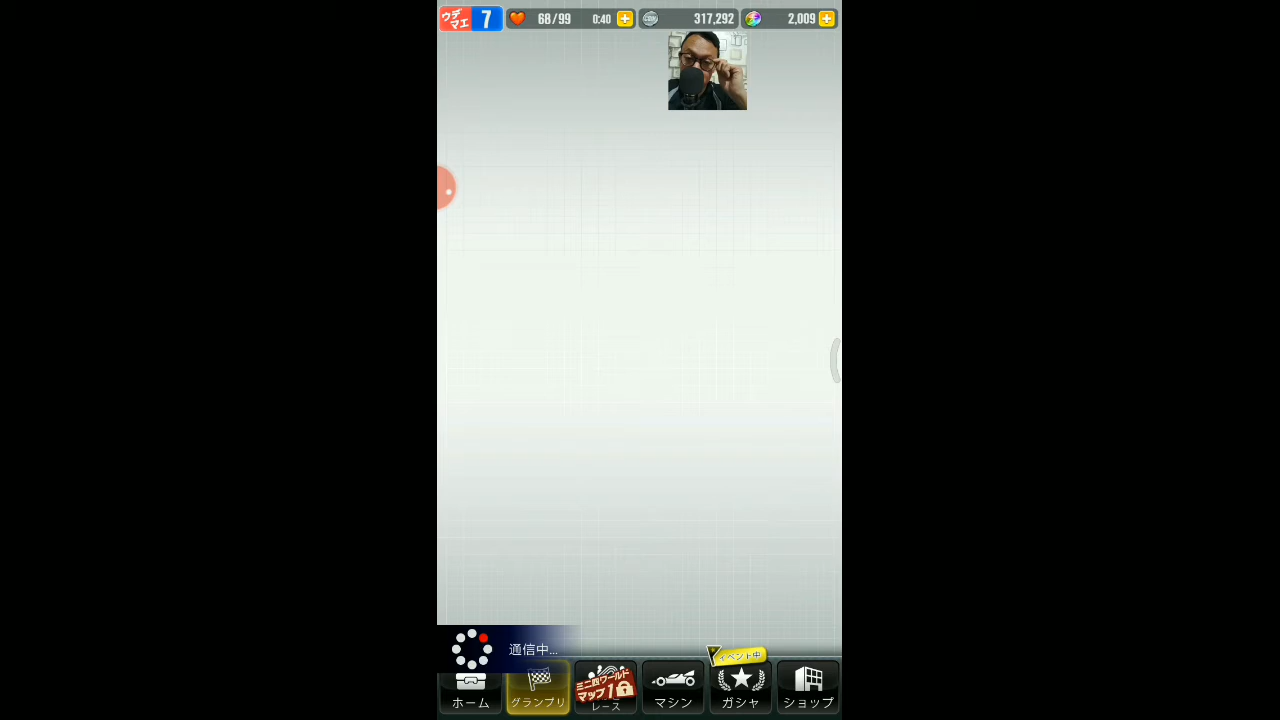 ウデマエ 7 68/99 0:40 COIN 317,292 2,009
通信中...
イベント中
ミニ四ワールド
マップ1
ホーム グランプリ レース マシン ガシャ ショップ